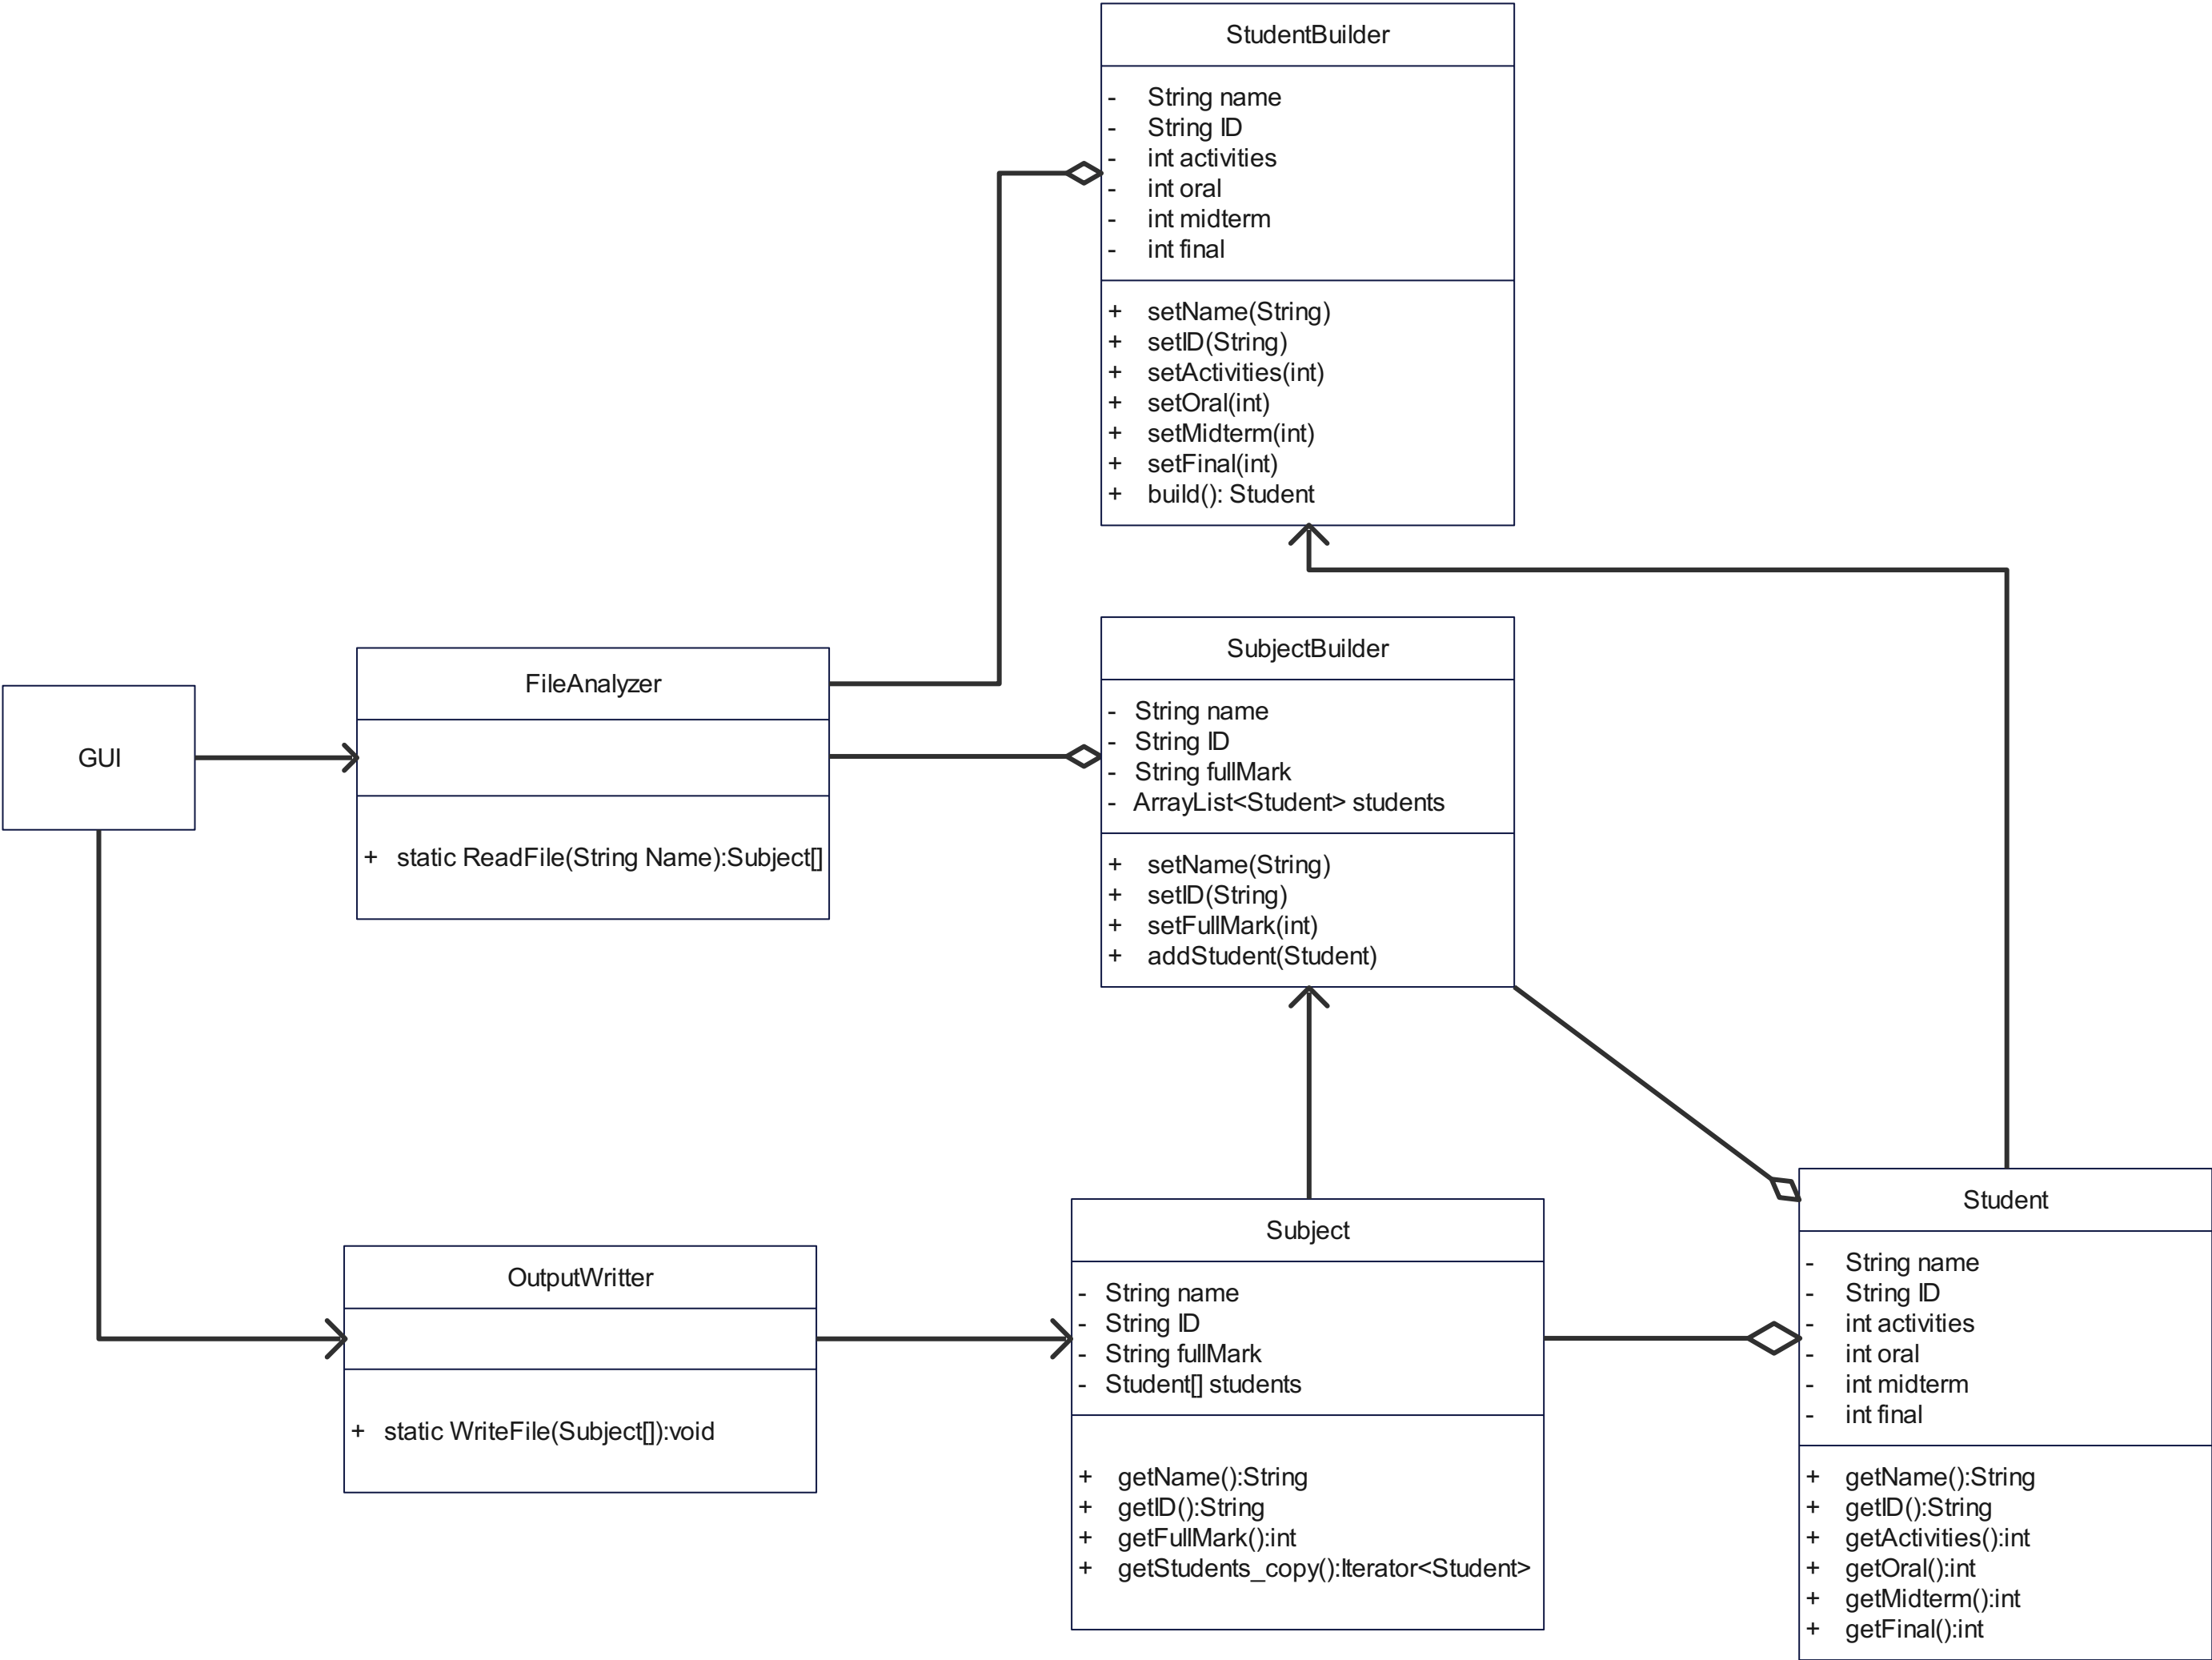 StudentBuilder
- String name
- String ID
- int activities
- int oral
- int midterm
- int final
+ setName(String)
+ setID(String)
+ setActivities(int)
+ setOral(int)
+ setMidterm(int)
+ setFinal(int)
+ build(): Student
SubjectBuilder
- String name
- String ID
- String fullMark
- ArrayList<Student> students
+ setName(String)
+ setID(String)
+ setFullMark(int)
+ addStudent(Student)
FileAnalyzer
+ static ReadFile(String Name):Subject[]
GUI
OutputWritter
+ static WriteFile(Subject[]):void
Subject
- String name
- String ID
- String fullMark
- Student[] students
+ getName():String
+ getID():String
+ getFullMark():int
+ getStudents_copy():Iterator<Student>
Student
- String name
- String ID
- int activities
- int oral
- int midterm
- int final
+ getName():String
+ getID():String
+ getActivities():int
+ getOral():int
+ getMidterm():int
+ getFinal():int